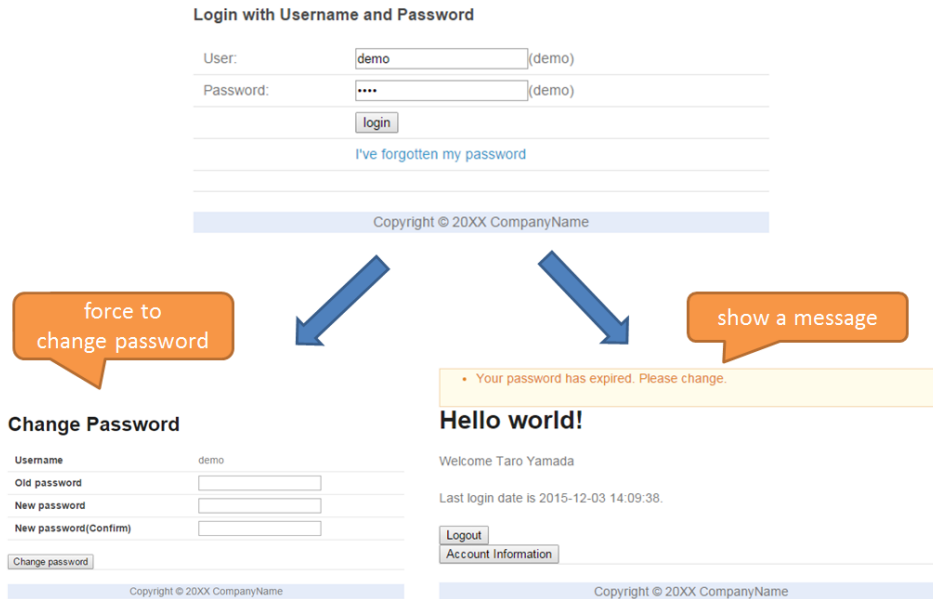 Login with Username and Password
User: demo (demo)
Password: •••• (demo)
login
I've forgotten my password
Copyright © 20XX CompanyName
force to
change password
show a message
Change Password
Username demo
Old password
New password
New password(Confirm)
Change password
Copyright © 20XX CompanyName
• Your password has expired. Please change.
Hello world!
Welcome Taro Yamada
Last login date is 2015-12-03 14:09:38.
Logout
Account Information
Copyright © 20XX CompanyName